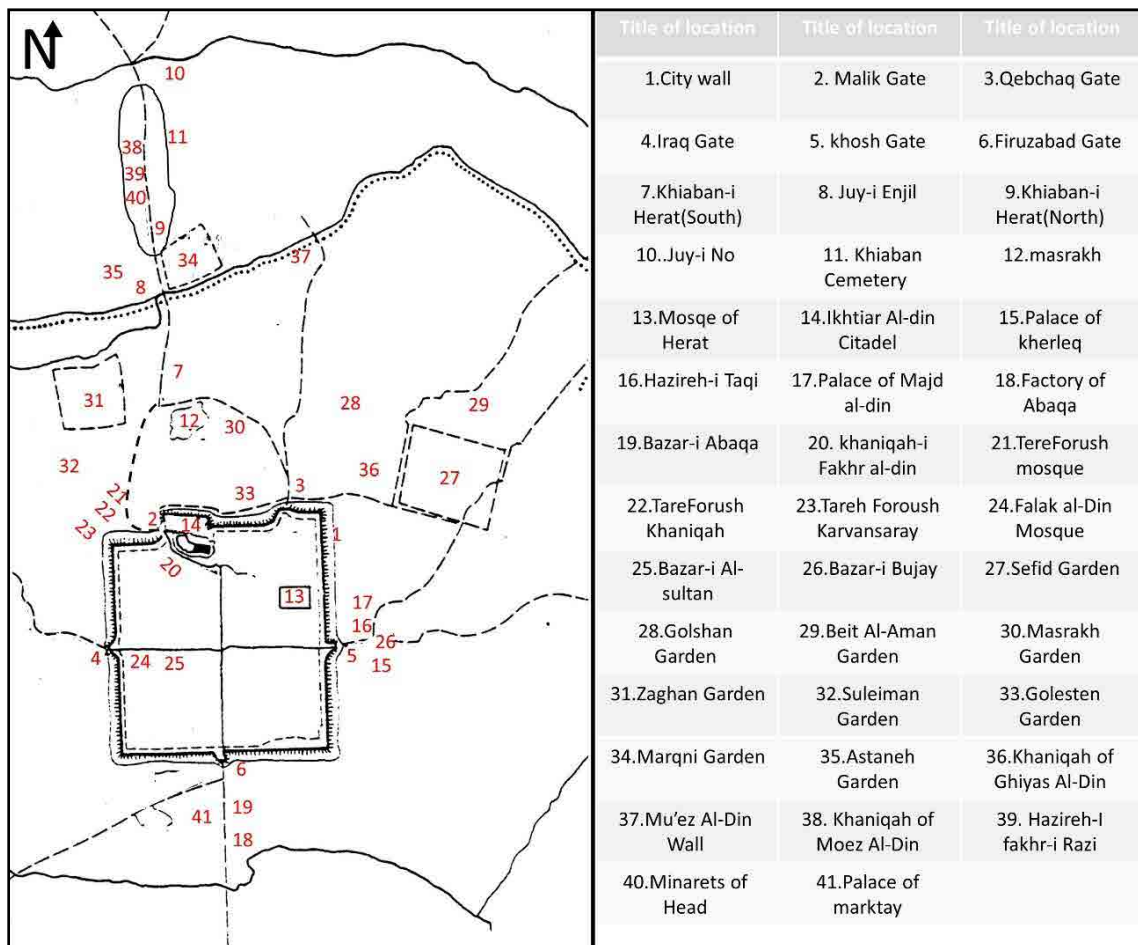 N
10
11
38
39
40
9
34
37
35
8
7
31
12
30
28
29
32
36
27
21
22
23
33
3
2
14
1
20
13
17
16
26
4
24
25
5
15
6
41
19
18
Title of location Title of location Title of location
1.City wall 2. Malik Gate 3.Qebchaq Gate
4.Iraq Gate 5. khosh Gate 6.Firuzabad Gate
7.Khiaban-i Herat(South) 8. Juy-i Enjil 9.Khiaban-i Herat(North)
10..Juy-i No 11. Khiaban Cemetery 12.masrakh
13.Mosqe of Herat 14.Ikhtiar Al-din Citadel 15.Palace of kherleq
16.Hazireh-i Taqi 17.Palace of Majd al-din 18.Factory of Abaqa
19.Bazar-i Abaqa 20. khaniqah-i Fakhr al-din 21.TereForush mosque
22.TareForush Khaniqah 23.Tareh Foroush Karvansaray 24.Falak al-Din Mosque
25.Bazar-i Al-sultan 26.Bazar-i Bujay 27.Sefid Garden
28.Golshan Garden 29.Beit Al-Aman Garden 30.Masrakh Garden
31.Zaghan Garden 32.Suleiman Garden 33.Golesten Garden
34.Marqni Garden 35.Astaneh Garden 36.Khaniqah of Ghiyas Al-Din
37.Mu'ez Al-Din Wall 38. Khaniqah of Moez Al-Din 39. Hazireh-I fakhr-i Razi
40.Minarets of Head 41.Palace of marktay